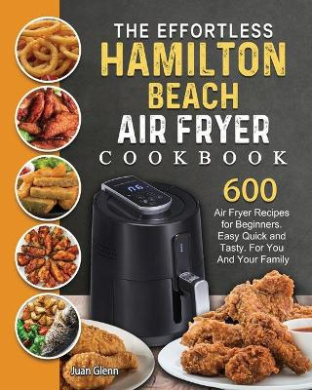 THE EFFORTLESS
HAMILTON
BEACH
AIR FRYER
COOKBOOK
600
Air Fryer Recipes
for Beginners.
Easy Quick and
Tasty. For You
And Your Family
Juan Glenn